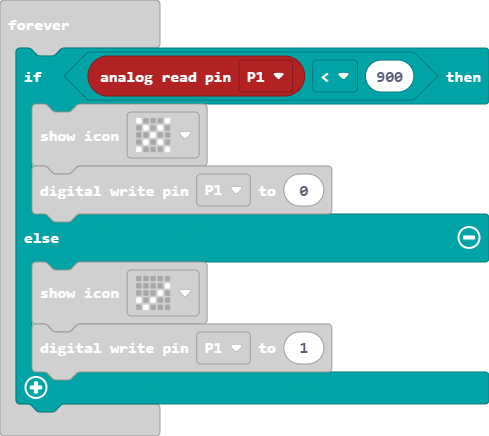 forever
if analog read pin P1 < 900 then
show icon
digital write pin P1 to 0
else
show icon
digital write pin P1 to 1